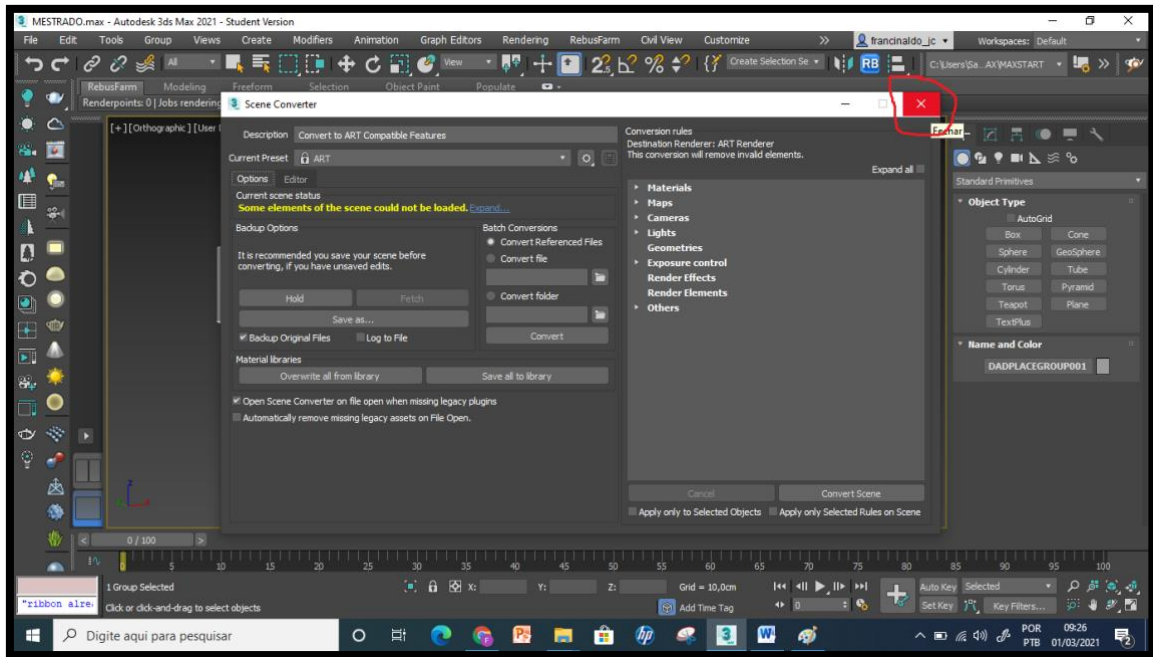 MESTRADO.max - Autodesk 3ds Max 2021 - Student Version
File Edit Tools Group Views Create Modifiers Animation Graph Editors Rendering RebusFarm Civil View Customize francinaldo_jc Workspaces: Default
All View Create Selection Se RB C:\Users\Sa...AX\MAXSTART
RebusFarm Modeling Freeform Selection Object Paint Populate
Renderpoints: 0 | Jobs rendering
Scene Converter
Fechar
[+] [Orthographic] [User
Description Convert to ART Compatible Features
Current Preset ART
Options Editor
Current scene status
Some elements of the scene could not be loaded. Expand...
Backup Options
It is recommended you save your scene before
converting, if you have unsaved edits.
Hold Fetch
Save as...
Backup Original Files Log to File
Batch Conversions
Convert Referenced Files
Convert file
Convert folder
Convert
Material libraries
Overwrite all from library Save all to library
Open Scene Converter on file open when missing legacy plugins
Automatically remove missing legacy assets on File Open.
Conversion rules
Destination Renderer: ART Renderer
This conversion will remove invalid elements.
Expand all
Materials
Maps
Cameras
Lights
Geometries
Exposure control
Render Effects
Render Elements
Others
Cancel Convert Scene
Apply only to Selected Objects Apply only Selected Rules on Scene
Standard Primitives
Object Type
AutoGrid
Box Cone
Sphere GeoSphere
Cylinder Tube
Torus Pyramid
Teapot Plane
TextPlus
Name and Color
DADPLACEGROUP001
z
0 / 100
0 5 10 15 20 25 30 35 40 45 50 55 60 65 70 75 80 85 90 95 100
1 Group Selected X: Y: Z: Grid = 10,0cm Auto Key Selected
"ribbon alre Click or click-and-drag to select objects Add Time Tag 0 Set Key Key Filters...
Digite aqui para pesquisar
POR
PTB
09:26
01/03/2021
2